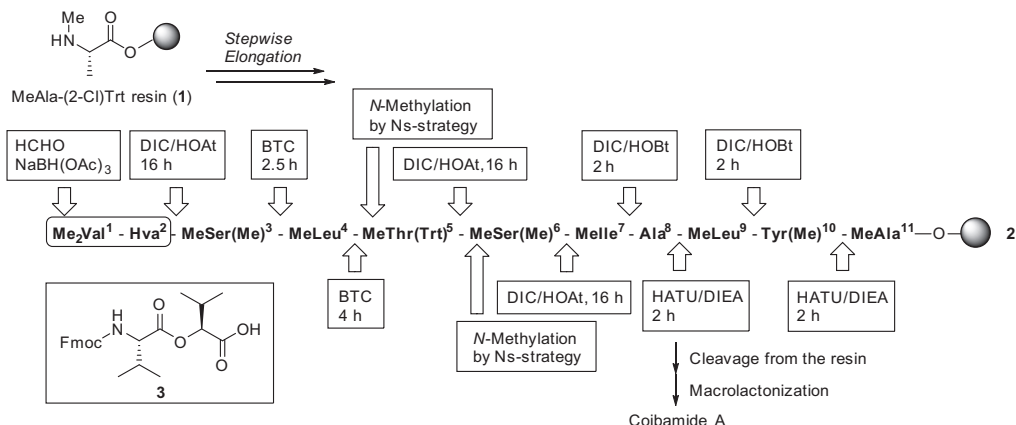 Me
HN
O
O
MeAla-(2-Cl)Trt resin (1)
Stepwise
Elongation
N-Methylation
by Ns-strategy
HCHO
NaBH(OAc)3
DIC/HOAt
16 h
BTC
2.5 h
DIC/HOAt, 16 h
DIC/HOBt
2 h
DIC/HOBt
2 h
Me2Val1 - Hva2 - MeSer(Me)3 - MeLeu4 - MeThr(Trt)5 - MeSer(Me)6 - MeIle7 - Ala8 - MeLeu9 - Tyr(Me)10 - MeAla11 — O 2
BTC
4 h
N-Methylation
by Ns-strategy
DIC/HOAt, 16 h
HATU/DIEA
2 h
HATU/DIEA
2 h
Fmoc
H
N
O
O
OH
O
3
Cleavage from the resin
Macrolactonization
Coibamide A